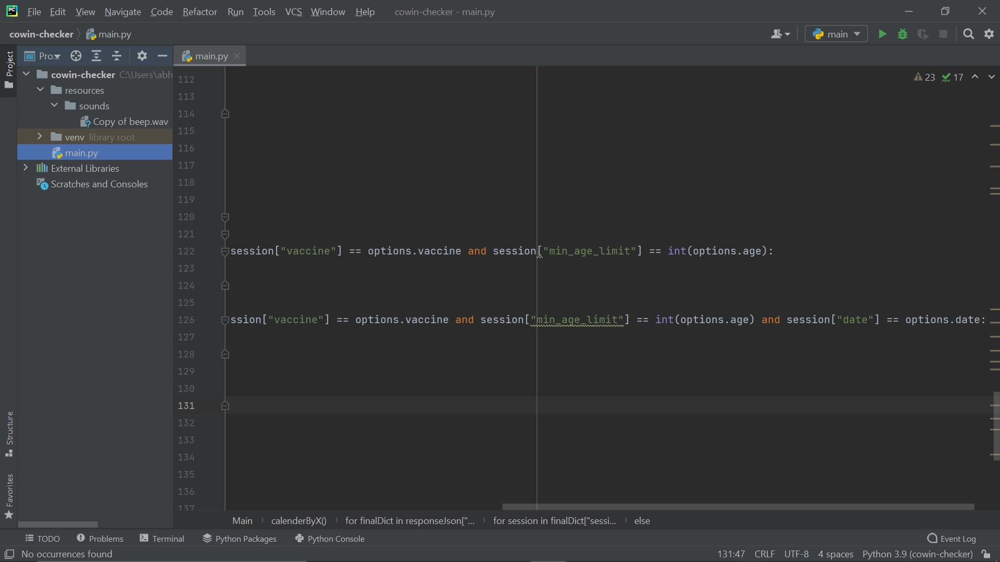 PC File Edit View Navigate Code Refactor Run Tools VCS Window Help cowin-checker - main.py
cowin-checker main.py main
Project Pro... main.py
cowin-checker C:\Users\abh
resources
sounds
Copy of beep.wav
venv library root
main.py
External Libraries
Scratches and Consoles
Structure
Favorites
23 17
112
113
114
115
116
117
118
119
120
121
122 session["vaccine"] == options.vaccine and session["min_age_limit"] == int(options.age):
123
124
125
126 ssion["vaccine"] == options.vaccine and session["min_age_limit"] == int(options.age) and session["date"] == options.date:
127
128
129
130
131
132
133
134
135
136
137
Main calenderByX() for finalDict in responseJson["... for session in finalDict["sessi... else
TODO Problems Terminal Python Packages Python Console Event Log
No occurrences found 131:47 CRLF UTF-8 4 spaces Python 3.9 (cowin-checker)